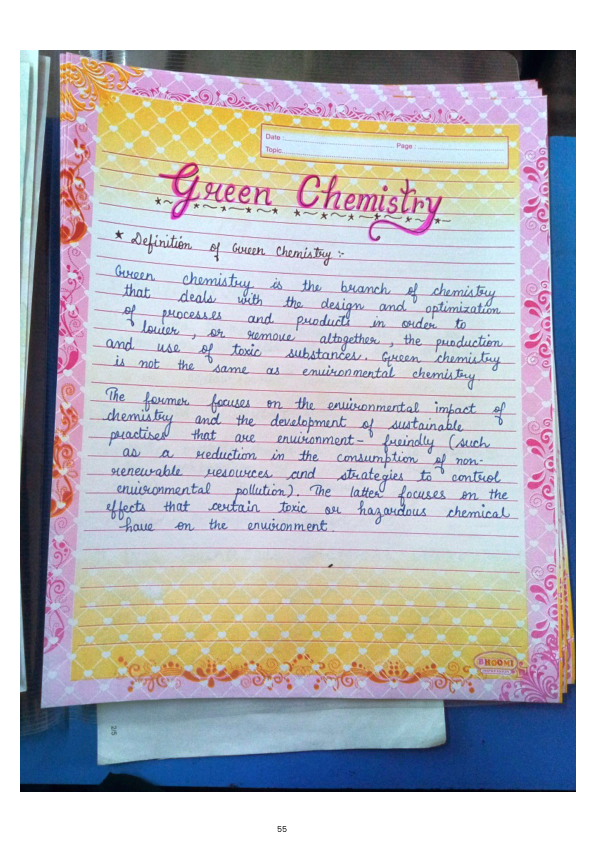 Date :
Page :
Topic:
Green Chemistry
* Definition of Green Chemistry :-
Green chemistry is the branch of chemistry
that deals with the design and optimization
of processes and products in order to
lower, or remove altogether, the production
and use of toxic substances. Green chemistry
is not the same as environmental chemistry
The former focuses on the environmental impact of
chemistry and the development of sustainable
practises that are environment- freindly (such
as a reduction in the consumption of non-
renewable resources and strategies to control
environmental pollution). The latter focuses on the
effects that certain toxic or hazardous chemical
have on the environment
BHOOMI
2/5
55